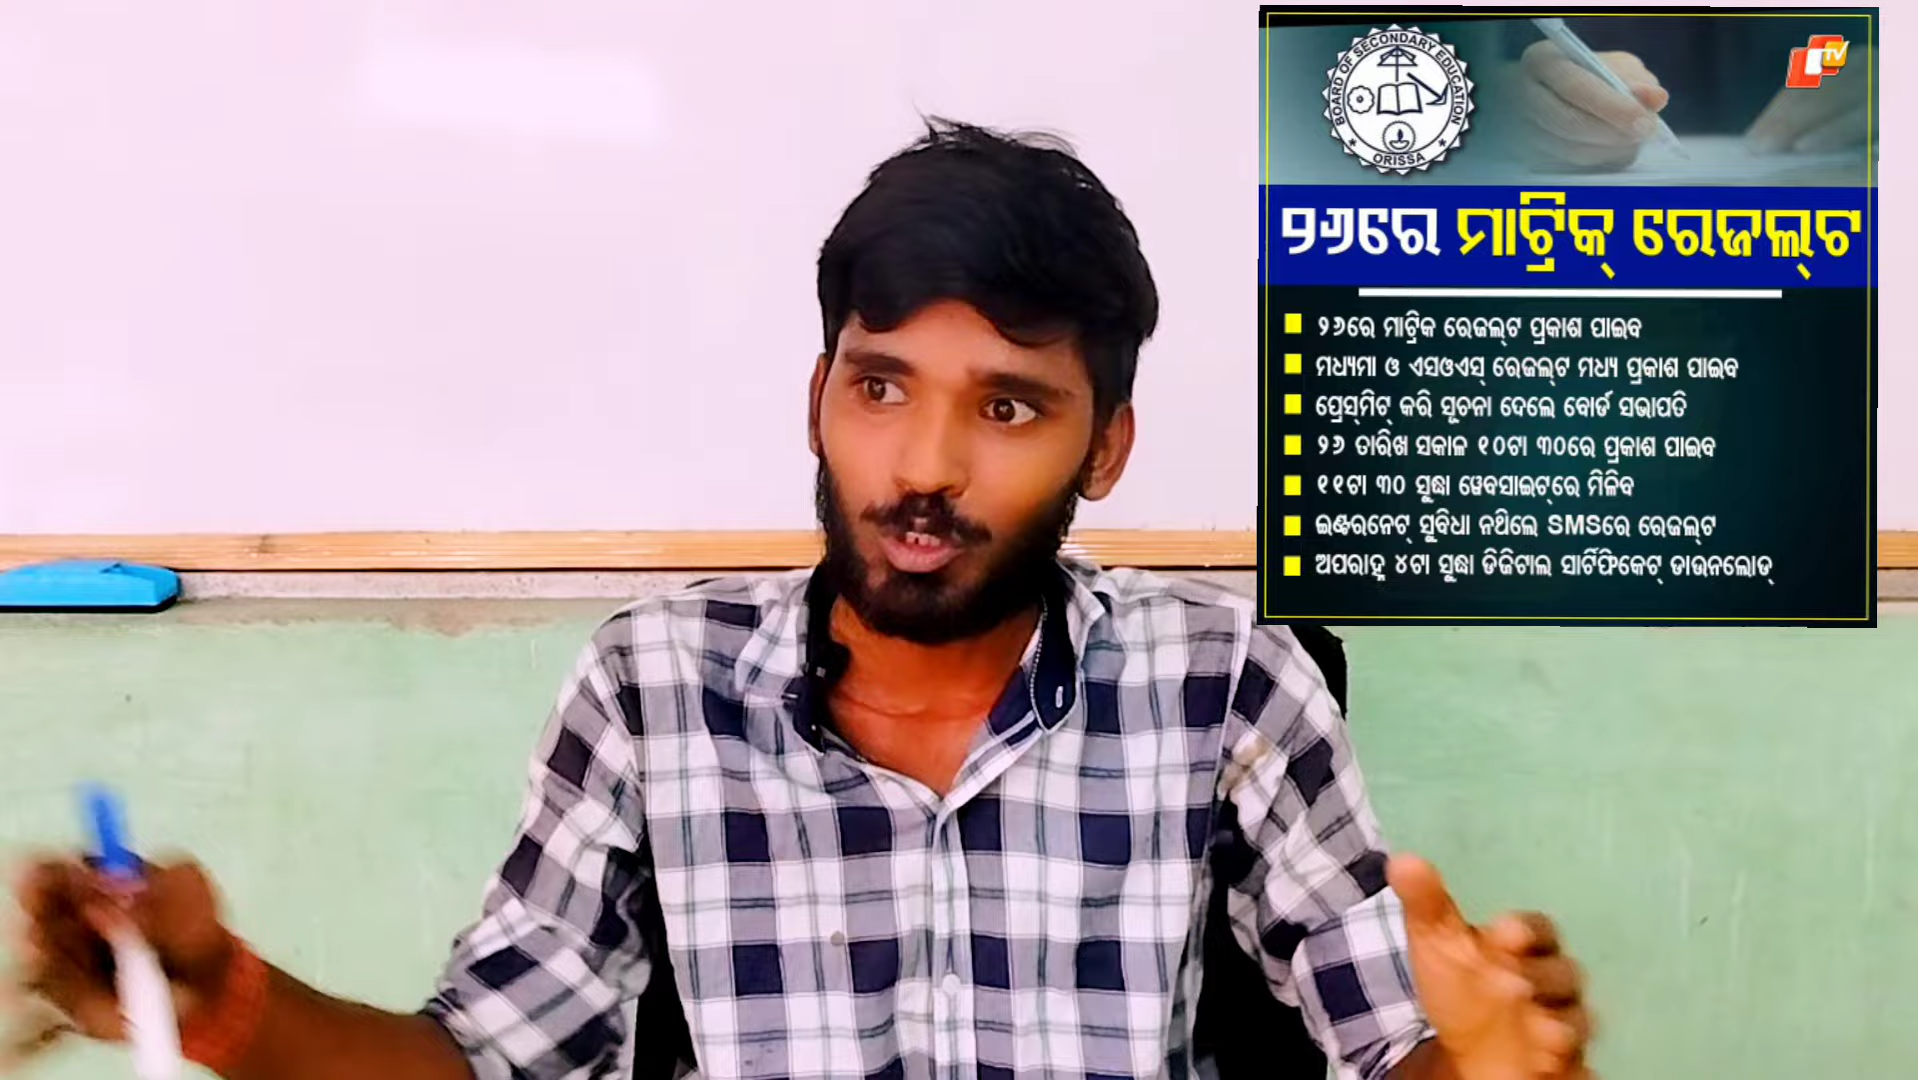 BOARD OF SECONDARY EDUCATION
ORISSA
TV
୨୬ରେ ମାଟ୍ରିକ୍ ରେଜଲ୍‌ଟ
୨୬ରେ ମାଟ୍ରିକ ରେଜଲ୍‌ଟ ପ୍ରକାଶ ପାଇବ
ମଧ୍ୟମା ଓ ଏସଓଏସ୍ ରେଜଲ୍‌ଟ ମଧ୍ୟ ପ୍ରକାଶ ପାଇବ
ପ୍ରେସ୍‌ମିଟ୍ କରି ସୂଚନା ଦେଲେ ବୋର୍ଡ ସଭାପତି
୨୬ ତାରିଖ ସକାଳ ୧୦ଟା ୩୦ରେ ପ୍ରକାଶ ପାଇବ
୧୧ଟା ୩୦ ସୁଦ୍ଧା ୱେବସାଇଟ୍‌ରେ ମିଳିବ
ଇଣ୍ଟରନେଟ୍ ସୁବିଧା ନଥିଲେ SMSରେ ରେଜଲ୍‌ଟ
ଅପରାହ୍ନ ୪ଟା ସୁଦ୍ଧା ଡିଜିଟାଲ ସାର୍ଟିଫିକେଟ୍ ଡାଉନଲୋଡ୍